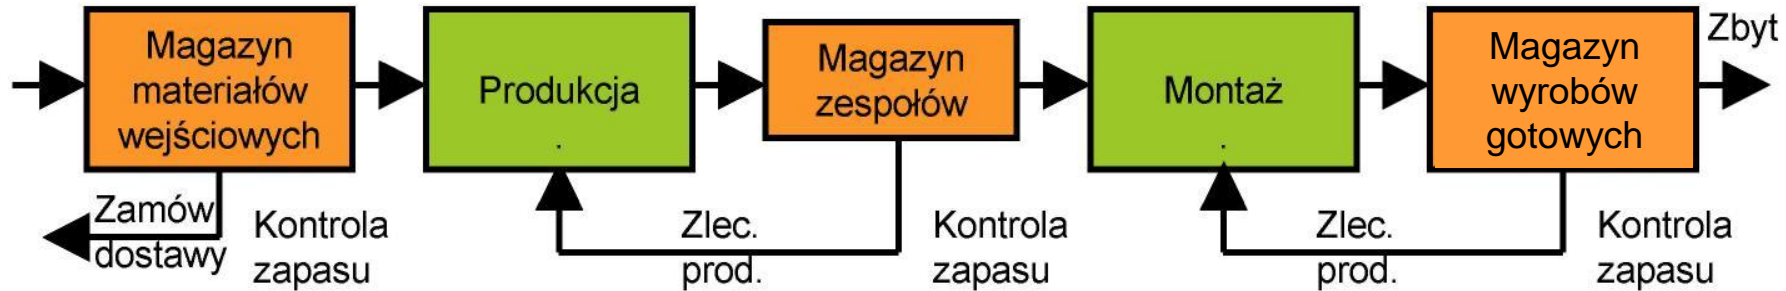 Magazyn
materiałów
wejściowych
Produkcja
.
Magazyn
zespołów
Montaż
.
Magazyn
wyrobów
gotowych
Zbyt
Zamów
dostawy
Kontrola
zapasu
Zlec.
prod.
Kontrola
zapasu
Zlec.
prod.
Kontrola
zapasu